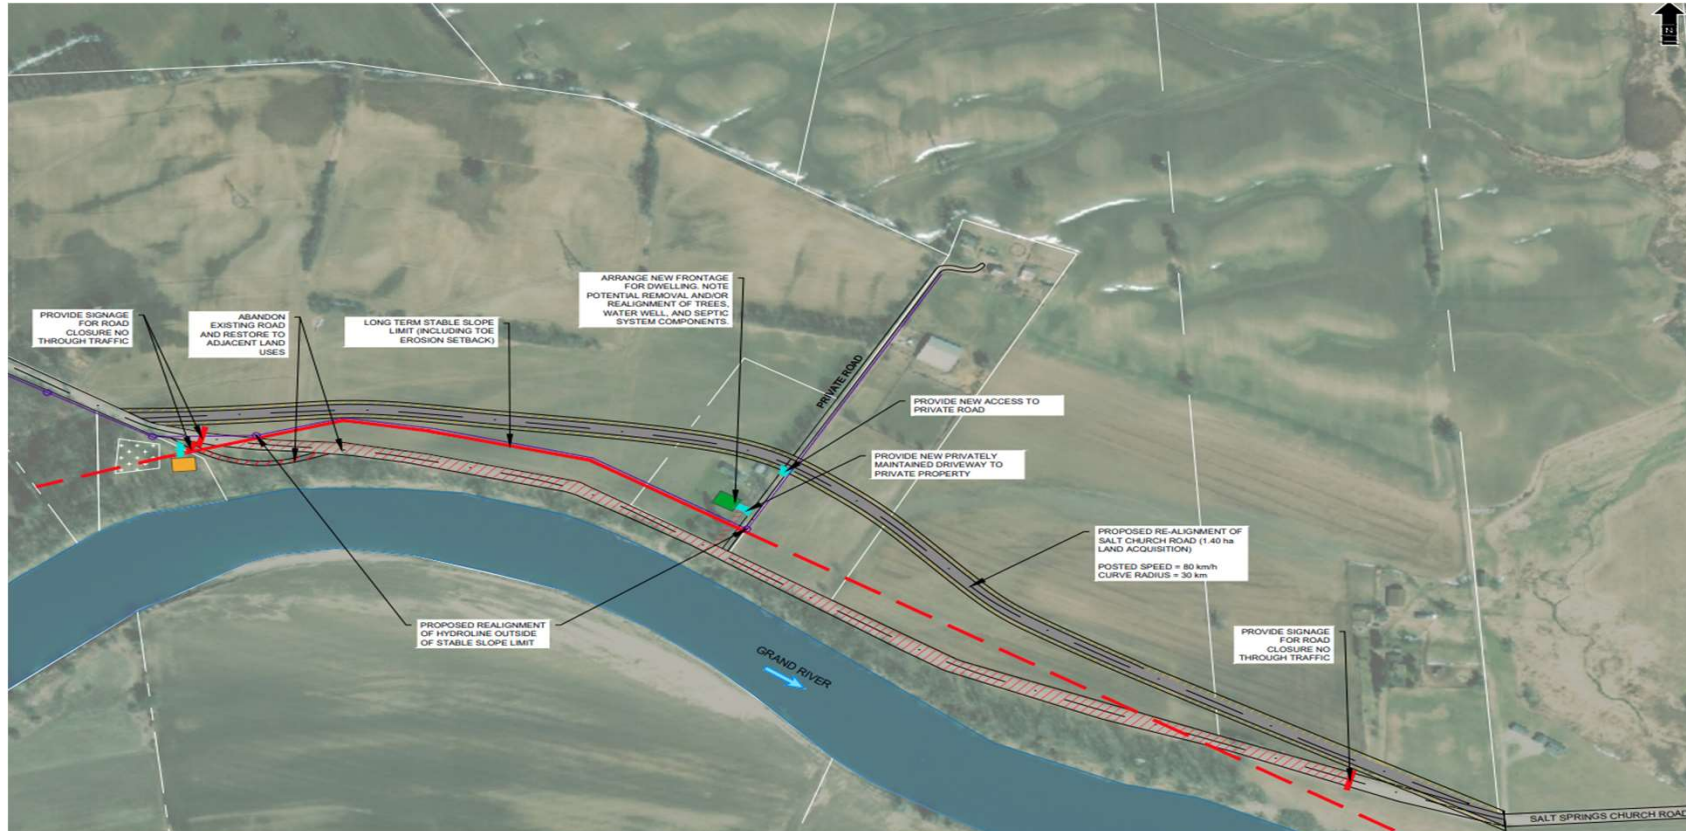 N
ARRANGE NEW FRONTAGE
FOR DWELLING. NOTE
POTENTIAL REMOVAL AND/OR
REALIGNMENT OF TREES,
WATER WELL, AND SEPTIC
SYSTEM COMPONENTS.
PROVIDE SIGNAGE
FOR ROAD
CLOSURE NO
THROUGH TRAFFIC
ABANDON
EXISTING ROAD
AND RESTORE TO
ADJACENT LAND
USES
LONG TERM STABLE SLOPE
LIMIT (INCLUDING TOE
EROSION SETBACK)
PRIVATE ROAD
PROVIDE NEW ACCESS TO
PRIVATE ROAD
PROVIDE NEW PRIVATELY
MAINTAINED DRIVEWAY TO
PRIVATE PROPERTY
PROPOSED RE-ALIGNMENT OF
SALT CHURCH ROAD (1.40 ha
LAND ACQUISITION)
POSTED SPEED = 80 km/h
CURVE RADIUS = 30 km
PROPOSED REALIGNMENT
OF HYDROLINE OUTSIDE
OF STABLE SLOPE LIMIT
PROVIDE SIGNAGE
FOR ROAD
CLOSURE NO
THROUGH TRAFFIC
GRAND RIVER
SALT SPRINGS CHURCH ROAD